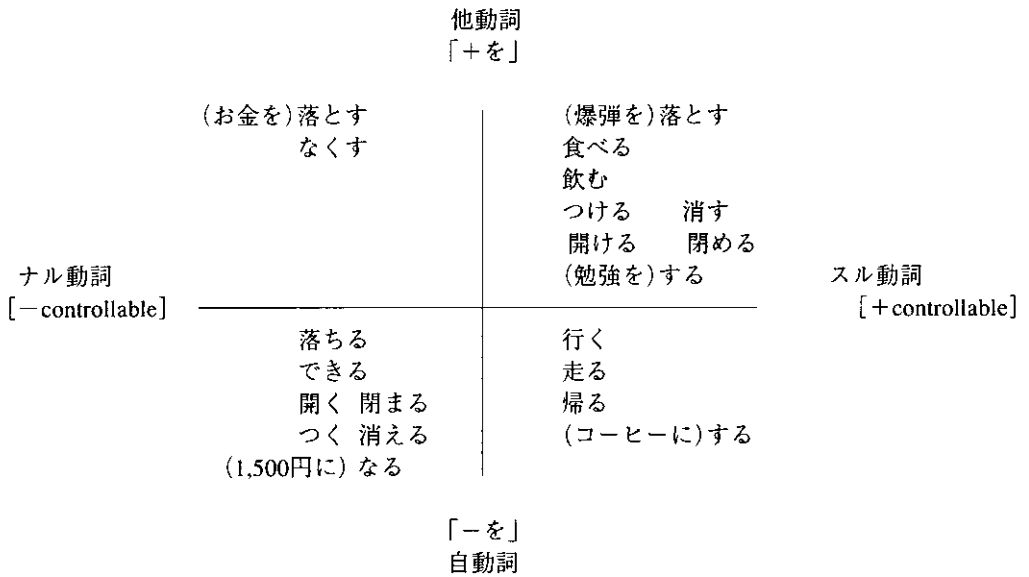 他動詞
「＋を」
(お金を)落とす
なくす
(爆弾を)落とす
食べる
飲む
つける 消す
開ける 閉める
(勉強を)する
ナル動詞
[－controllable]
スル動詞
[＋controllable]
落ちる
できる
開く 閉まる
つく 消える
(1,500円に) なる
行く
走る
帰る
(コーヒーに)する
「－を」
自動詞